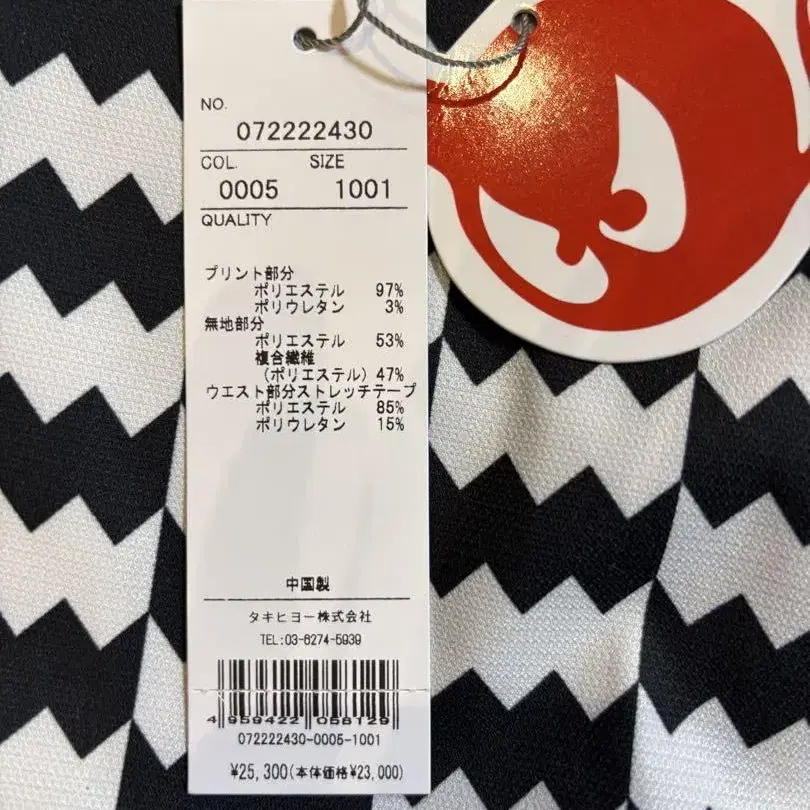 NO.
072222430
COL. SIZE
0005 1001
QUALITY
プリント部分
ポリエステル 97%
ポリウレタン 3%
無地部分
ポリエステル 53%
複合繊維
(ポリエステル) 47%
ウエスト部分ストレッチテープ
ポリエステル 85%
ポリウレタン 15%
中国製
タキヒヨー株式会社
TEL:03-6274-5939
4 959422 058129
072222430-0005-1001
¥25,300(本体価格¥23,000)